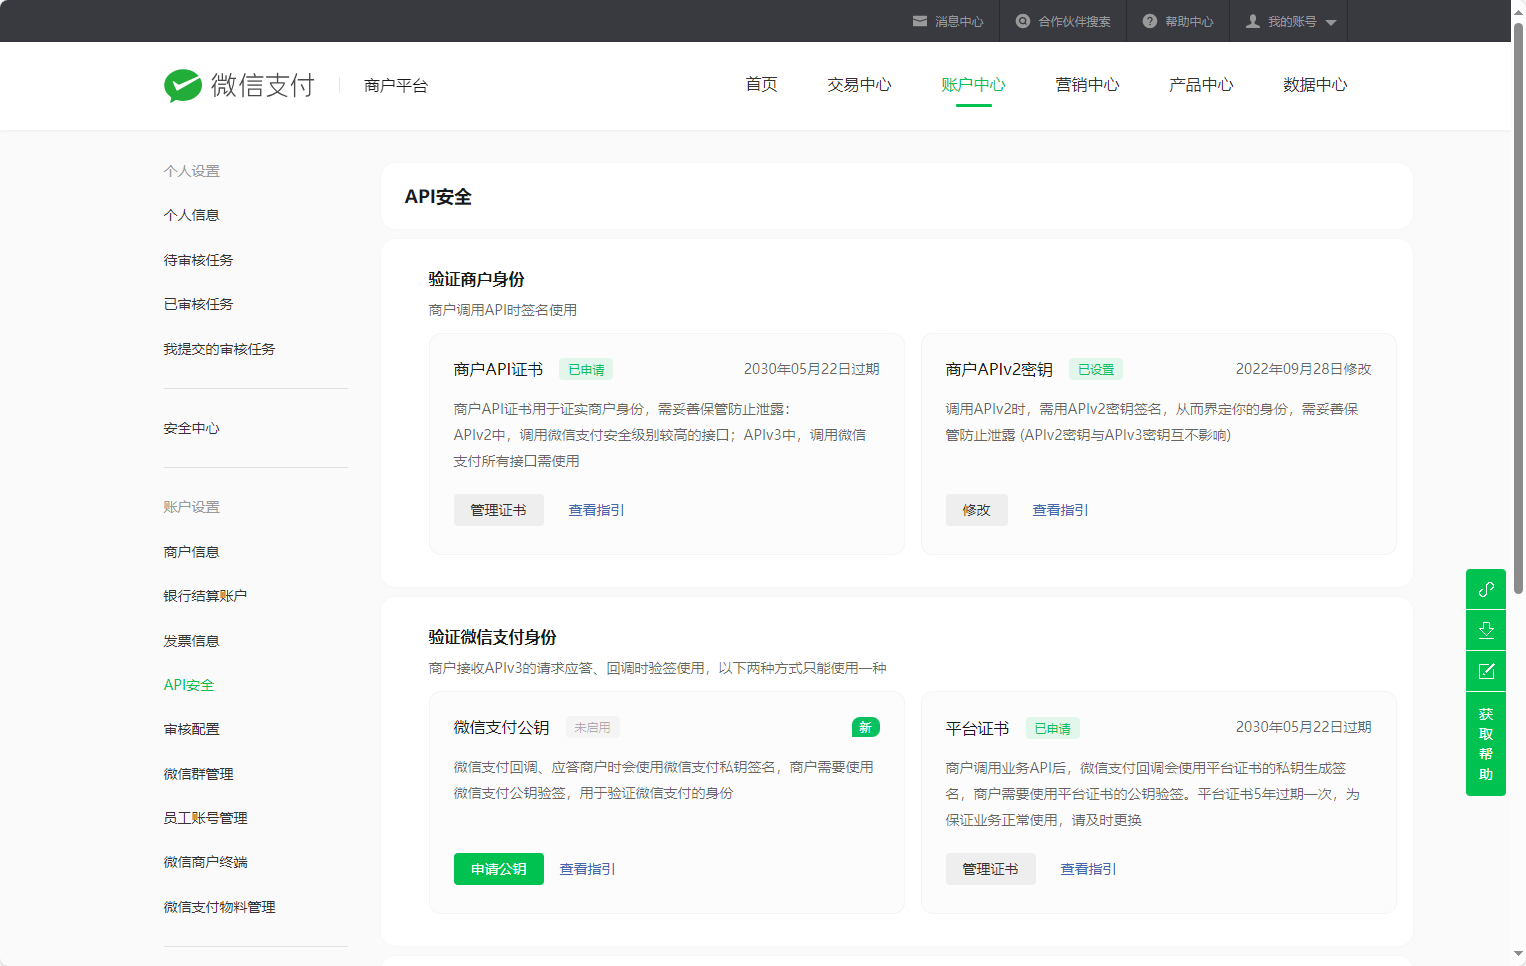 消息中心
合作伙伴搜索
帮助中心
我的账号
微信支付
商户平台
首页
交易中心
账户中心
营销中心
产品中心
数据中心
个人设置
个人信息
待审核任务
已审核任务
我提交的审核任务
安全中心
账户设置
商户信息
银行结算账户
发票信息
API安全
审核配置
微信群管理
员工账号管理
微信商户终端
微信支付物料管理
API安全
验证商户身份
商户调用API时签名使用
商户API证书 已申请 2030年05月22日过期
商户API证书用于证实商户身份，需妥善保管防止泄露：
APIv2中，调用微信支付安全级别较高的接口；APIv3中，调用微信
支付所有接口需使用
管理证书 查看指引
商户APIv2密钥 已设置 2022年09月28日修改
调用APIv2时，需用APIv2密钥签名，从而界定你的身份，需妥善保
管防止泄露 (APIv2密钥与APIv3密钥互不影响)
修改 查看指引
验证微信支付身份
商户接收APIv3的请求应答、回调时验签使用，以下两种方式只能使用一种
微信支付公钥 未启用 新
微信支付回调、应答商户时会使用微信支付私钥签名，商户需要使用
微信支付公钥验签，用于验证微信支付的身份
申请公钥 查看指引
平台证书 已申请 2030年05月22日过期
商户调用业务API后，微信支付回调会使用平台证书的私钥生成签
名，商户需要使用平台证书的公钥验签。平台证书5年过期一次，为
保证业务正常使用，请及时更换
管理证书 查看指引
获
取
帮
助